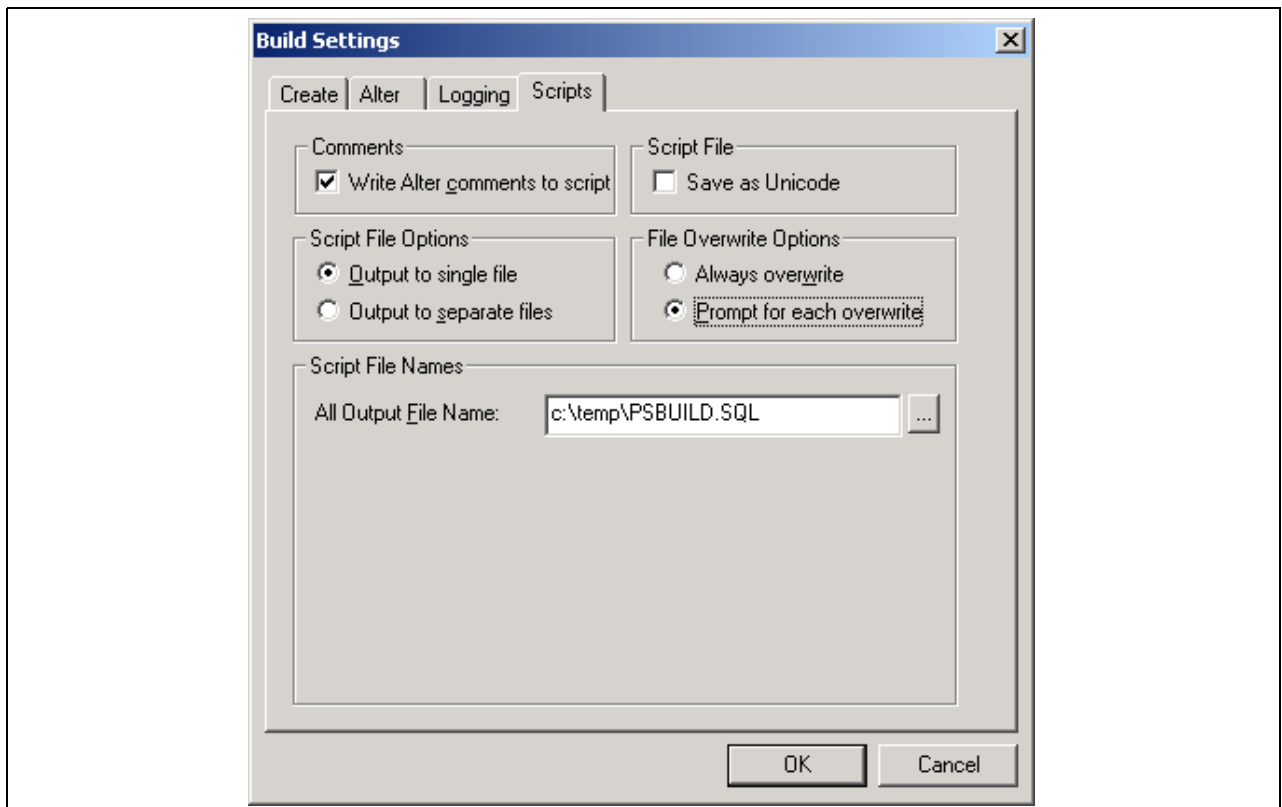 Build Settings
Create Alter Logging Scripts
Comments
Write Alter comments to script
Script File
Save as Unicode
Script File Options
Output to single file
Output to separate files
File Overwrite Options
Always overwrite
Prompt for each overwrite
Script File Names
All Output File Name: c:\temp\PSBUILD.SQL ...
OK Cancel